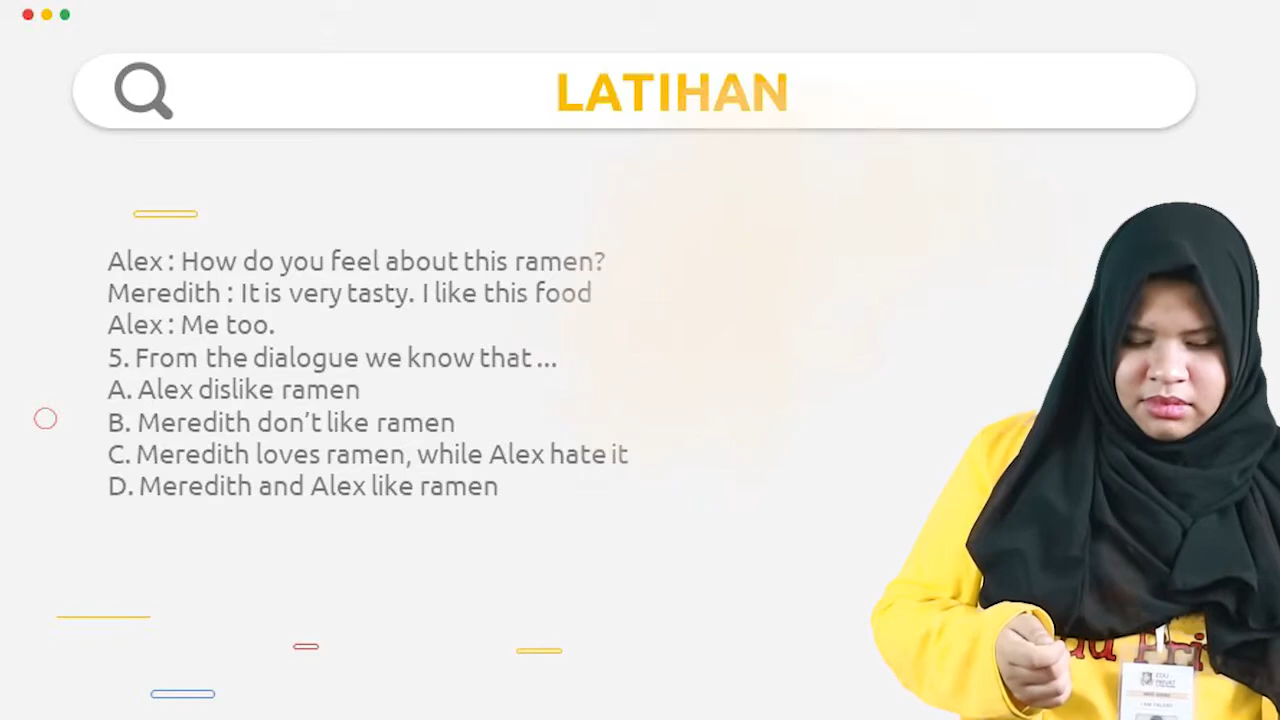 LATIHAN
Alex : How do you feel about this ramen?
Meredith : It is very tasty. I like this food
Alex : Me too.
5. From the dialogue we know that ...
A. Alex dislike ramen
B. Meredith don't like ramen
C. Meredith loves ramen, while Alex hate it
D. Meredith and Alex like ramen
EDU
PRIVAT